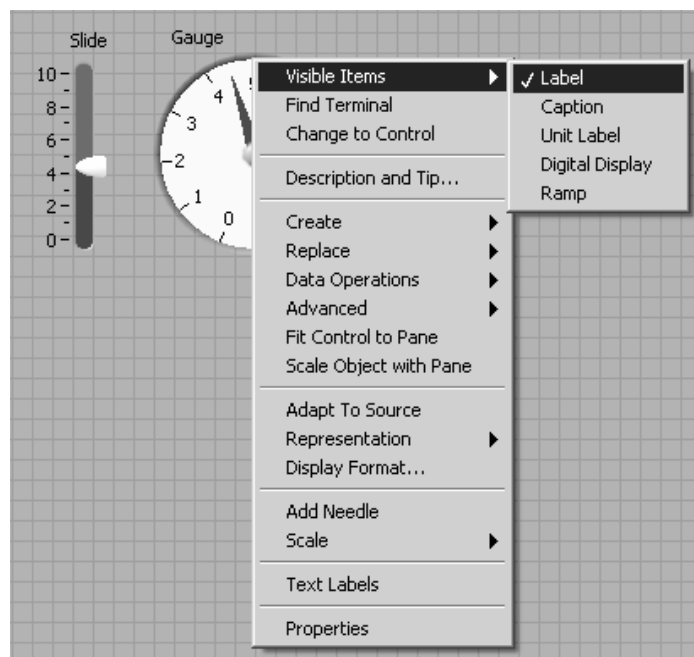 Slide
Gauge
10
8
6
4
2
0
4
3
2
1
0
Visible Items
Find Terminal
Change to Control
Description and Tip...
Create
Replace
Data Operations
Advanced
Fit Control to Pane
Scale Object with Pane
Adapt To Source
Representation
Display Format...
Add Needle
Scale
Text Labels
Properties
Label
Caption
Unit Label
Digital Display
Ramp